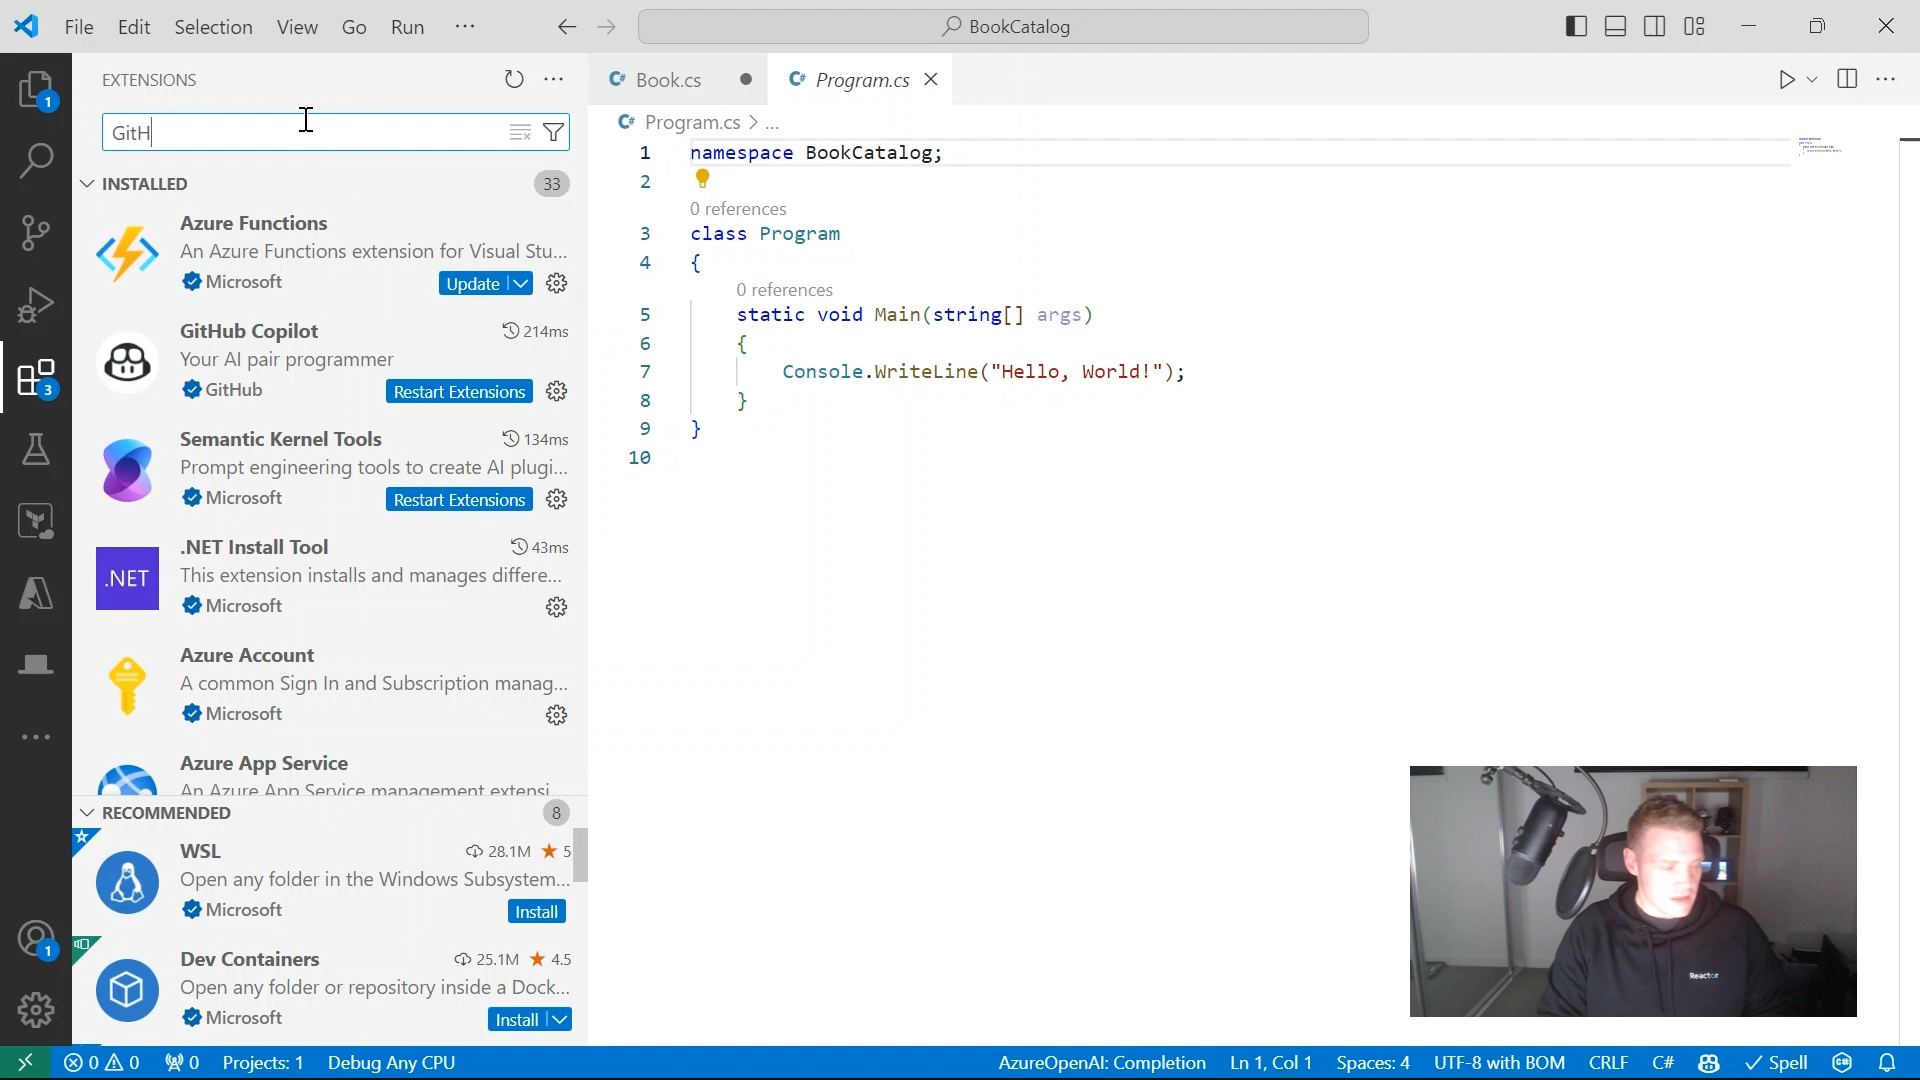 File Edit Selection View Go Run ···
BookCatalog
EXTENSIONS
GitH
INSTALLED 33
Azure Functions
An Azure Functions extension for Visual Stu...
Microsoft Update
GitHub Copilot 214ms
Your AI pair programmer
GitHub Restart Extensions
Semantic Kernel Tools 134ms
Prompt engineering tools to create AI plugi...
Microsoft Restart Extensions
.NET
.NET Install Tool 43ms
This extension installs and manages differe...
Microsoft
Azure Account
A common Sign In and Subscription manag...
Microsoft
Azure App Service
An Azure App Service management extensi...
RECOMMENDED 8
WSL 28.1M 5
Open any folder in the Windows Subsystem...
Microsoft Install
Dev Containers 25.1M 4.5
Open any folder or repository inside a Dock...
Microsoft Install
1
3
1
C# Book.cs
C# Program.cs
C# Program.cs > ...
1 namespace BookCatalog;
2
0 references
3 class Program
4 {
0 references
5 static void Main(string[] args)
6 {
7 Console.WriteLine("Hello, World!");
8 }
9 }
10
Reactor
0 0 0 Projects: 1 Debug Any CPU AzureOpenAI: Completion Ln 1, Col 1 Spaces: 4 UTF-8 with BOM CRLF C# Spell